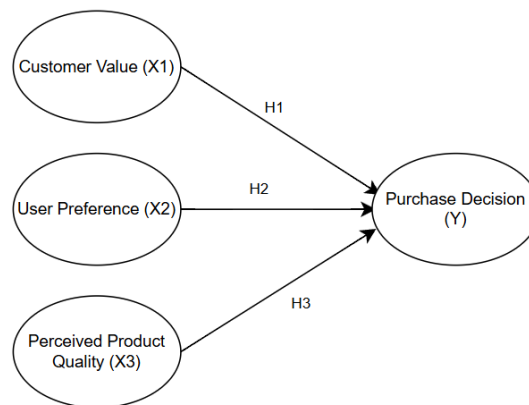 Customer Value (X1)
H1
H2
User Preference (X2)
Purchase Decision
(Y)
H3
Perceived Product
Quality (X3)